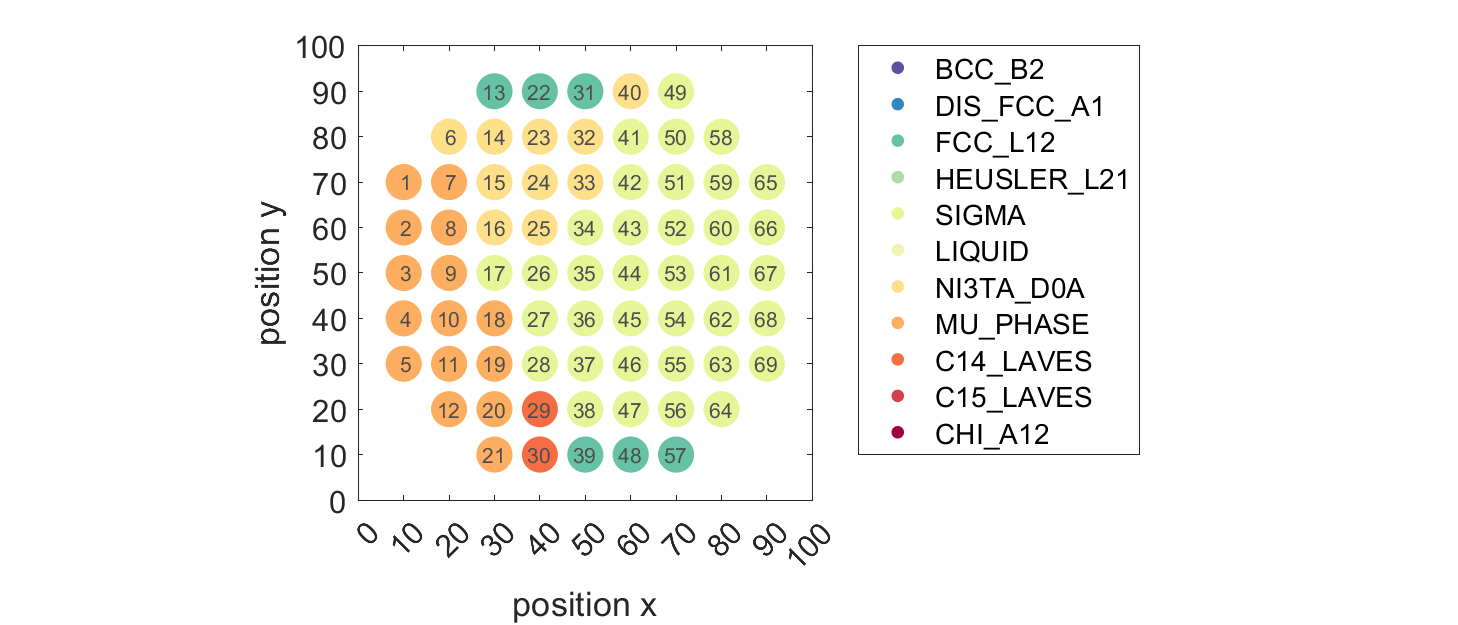 100
90
80
70
60
50
40
30
20
10
0
position y
13 22 31 40 49
6 14 23 32 41 50 58
1 7 15 24 33 42 51 59 65
2 8 16 25 34 43 52 60 66
3 9 17 26 35 44 53 61 67
4 10 18 27 36 45 54 62 68
5 11 19 28 37 46 55 63 69
12 20 29 38 47 56 64
21 30 39 48 57
0 10 20 30 40 50 60 70 80 90 100
position x
BCC_B2
DIS_FCC_A1
FCC_L12
HEUSLER_L21
SIGMA
LIQUID
NI3TA_D0A
MU_PHASE
C14_LAVES
C15_LAVES
CHI_A12